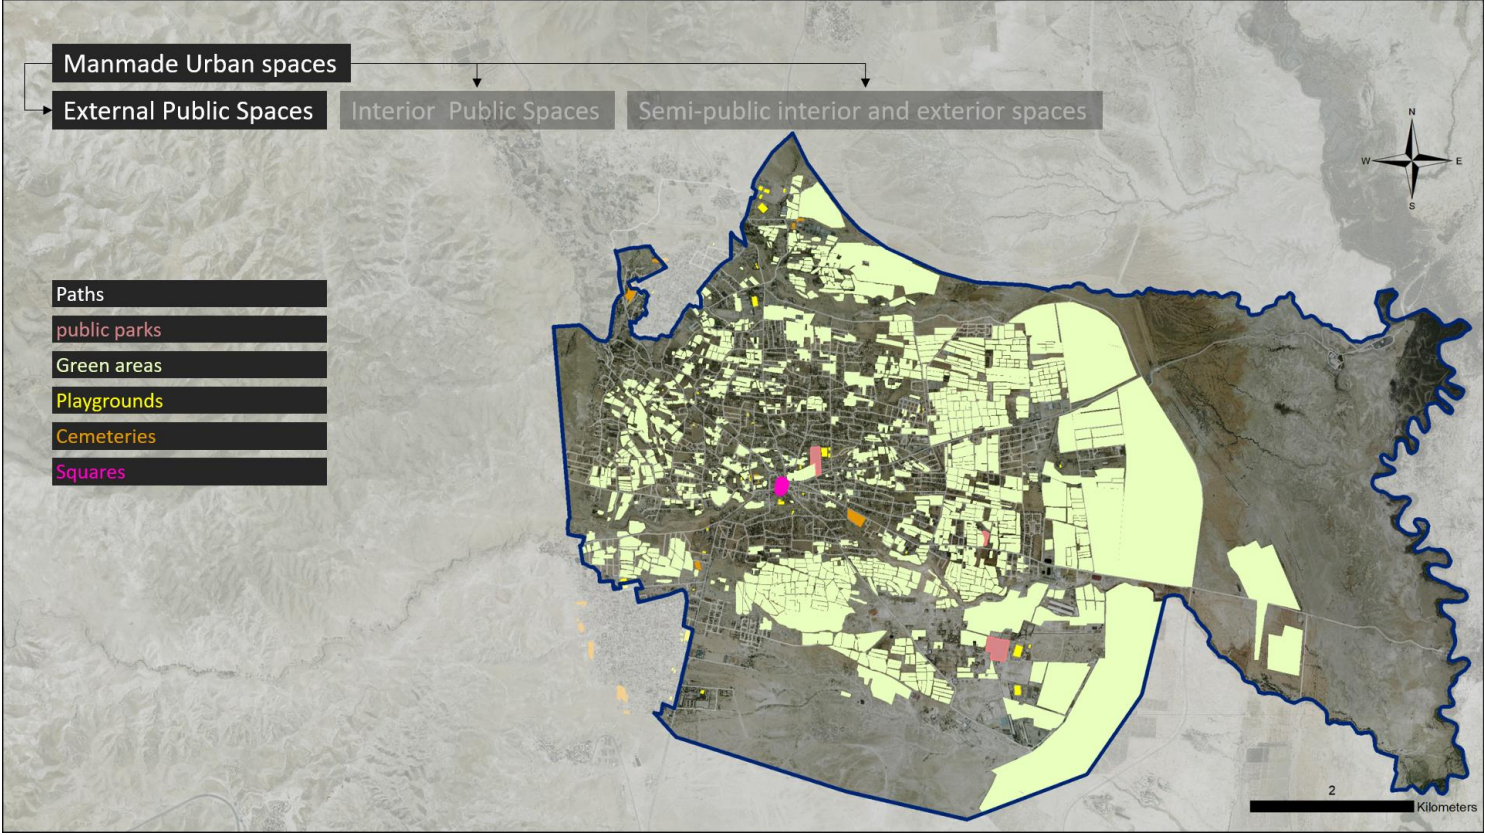 Manmade Urban spaces
External Public Spaces
Interior Public Spaces
Semi-public interior and exterior spaces
N
W
E
S
Paths
public parks
Green areas
Playgrounds
Cemeteries
Squares
2
Kilometers